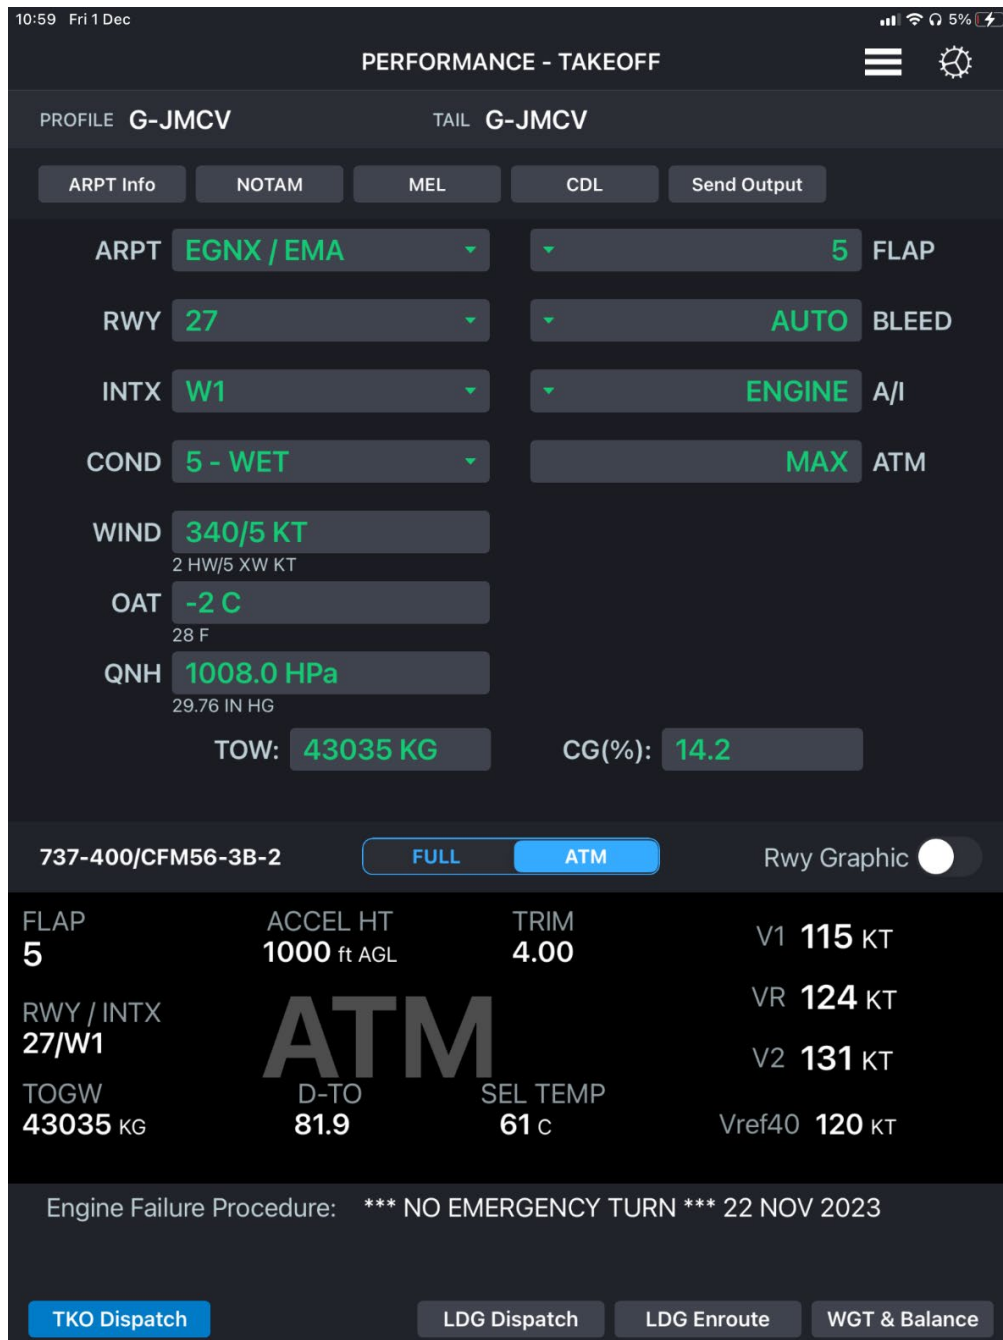 10:59 Fri 1 Dec 5%
PERFORMANCE - TAKEOFF
PROFILE G-JMCV TAIL G-JMCV
ARPT Info NOTAM MEL CDL Send Output
ARPT EGNX / EMA 5 FLAP
RWY 27 AUTO BLEED
INTX W1 ENGINE A/I
COND 5 - WET MAX ATM
WIND 340/5 KT
2 HW/5 XW KT
OAT -2 C
28 F
QNH 1008.0 HPa
29.76 IN HG
TOW: 43035 KG CG(%): 14.2
737-400/CFM56-3B-2 FULL ATM Rwy Graphic
FLAP ACCEL HT TRIM
5 1000 ft AGL 4.00
V1 115 KT
RWY / INTX
27/W1
ATM
VR 124 KT
V2 131 KT
TOGW D-TO SEL TEMP
43035 KG 81.9 61 C
Vref40 120 KT
Engine Failure Procedure: *** NO EMERGENCY TURN *** 22 NOV 2023
TKO Dispatch LDG Dispatch LDG Enroute WGT & Balance